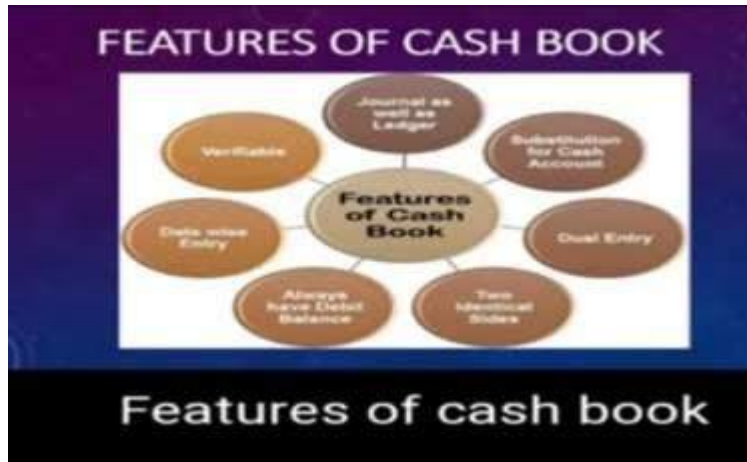 FEATURES OF CASH BOOK
Journal as
well as
Ledger
Substitution
for Cash
Account
Dual Entry
Two
Identical
Sides
Always
have Debit
Balance
Date wise
Entry
Verifiable
Features
of Cash
Book
Features of cash book